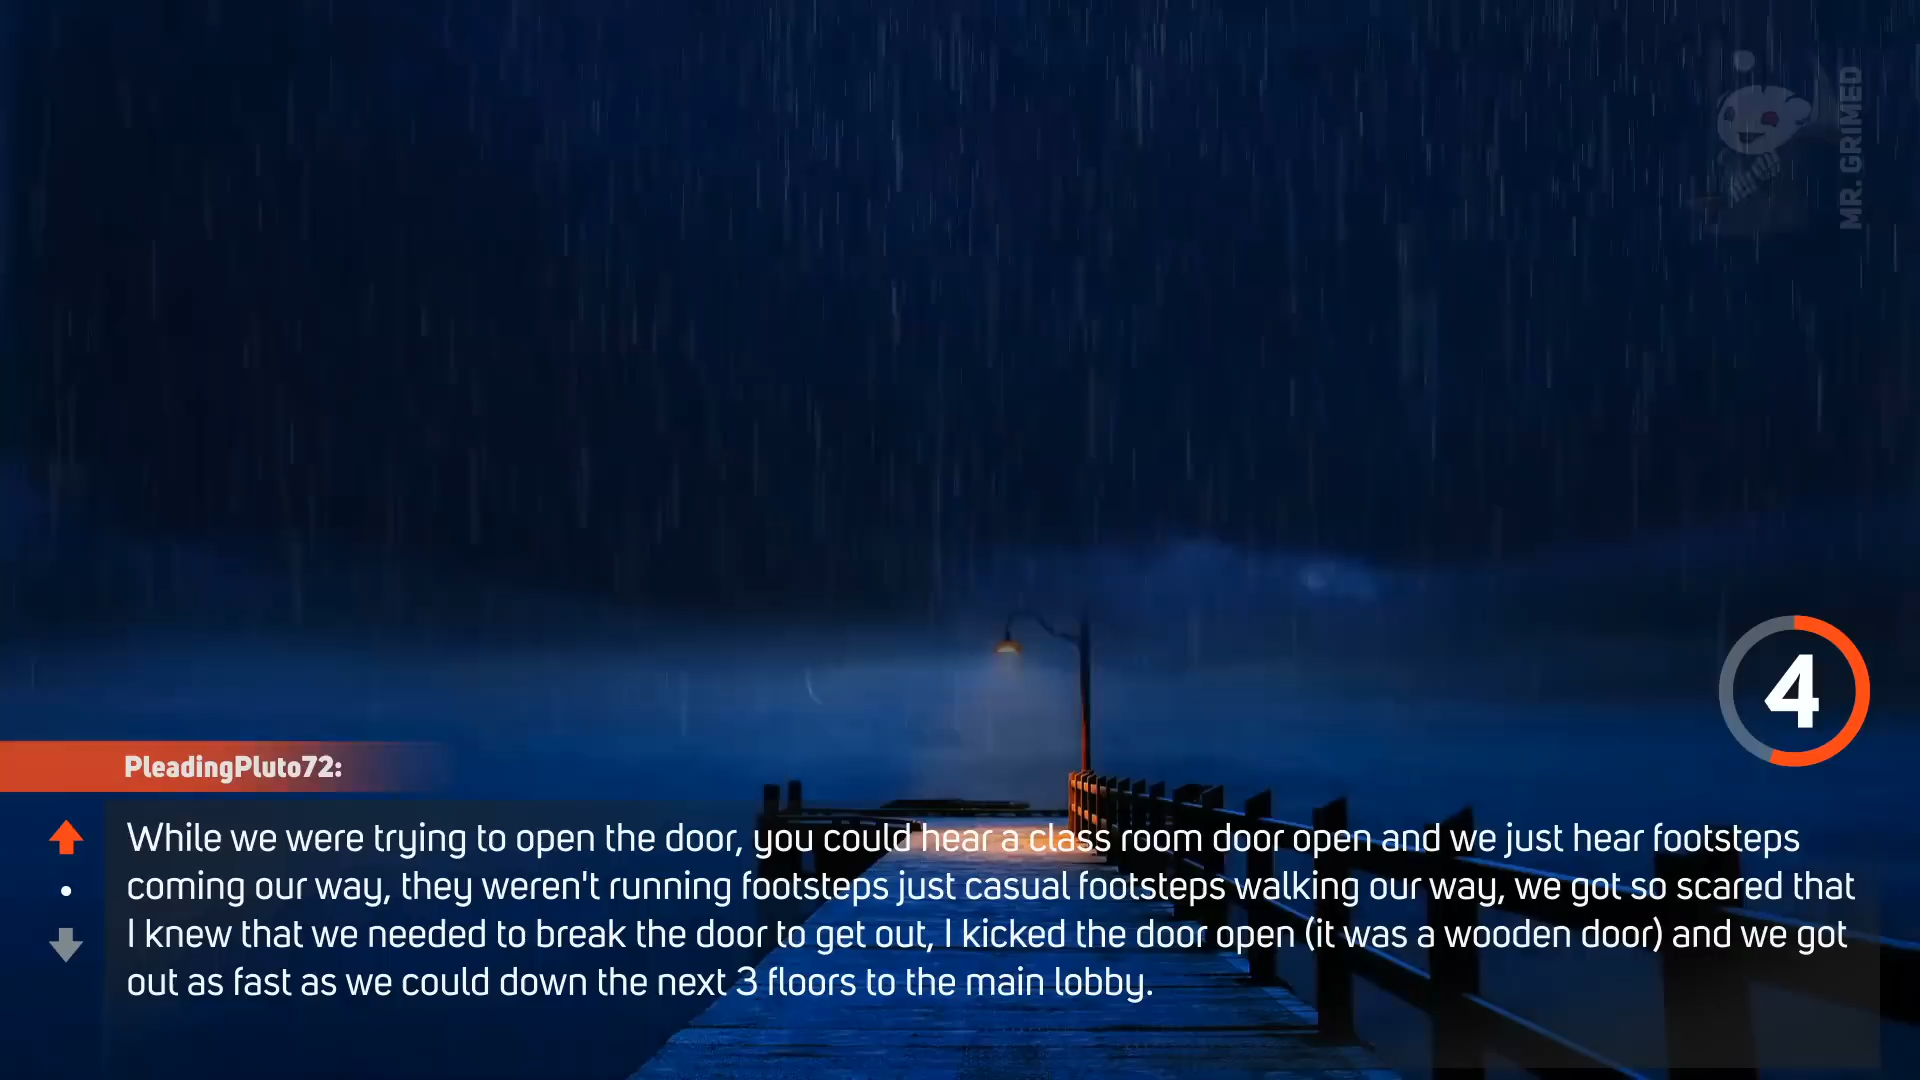 MR. GRIMED
4
PleadingPluto72:
While we were trying to open the door, you could hear a class room door open and we just hear footsteps
coming our way, they weren't running footsteps just casual footsteps walking our way, we got so scared that
I knew that we needed to break the door to get out, I kicked the door open (it was a wooden door) and we got
out as fast as we could down the next 3 floors to the main lobby.